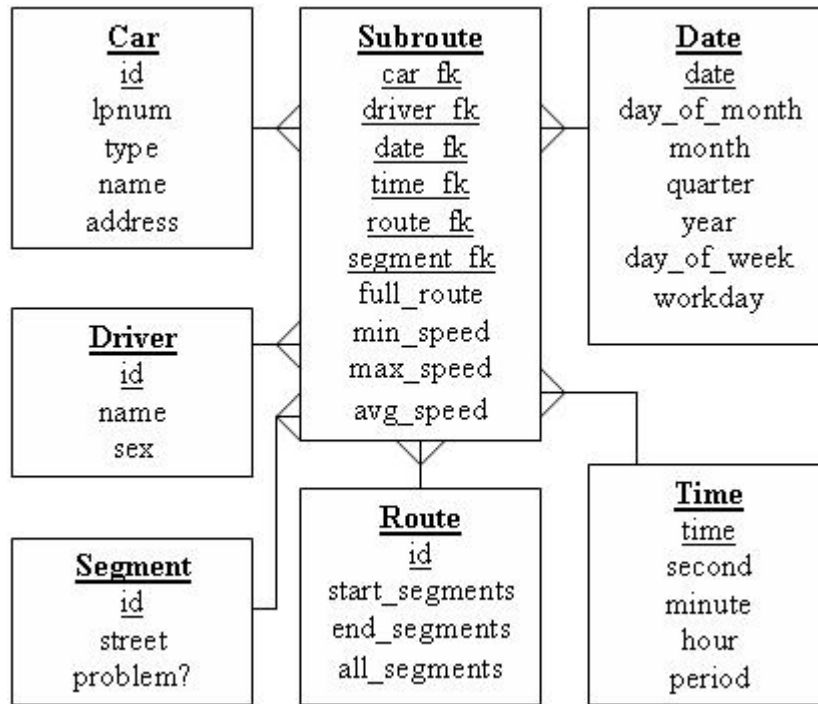 Car
id
lpnum
type
name
address
Subroute
car_fk
driver_fk
date_fk
time_fk
route_fk
segment_fk
full_route
min_speed
max_speed
avg_speed
Date
date
day_of_month
month
quarter
year
day_of_week
workday
Driver
id
name
sex
Segment
id
street
problem?
Route
id
start_segments
end_segments
all_segments
Time
time
second
minute
hour
period